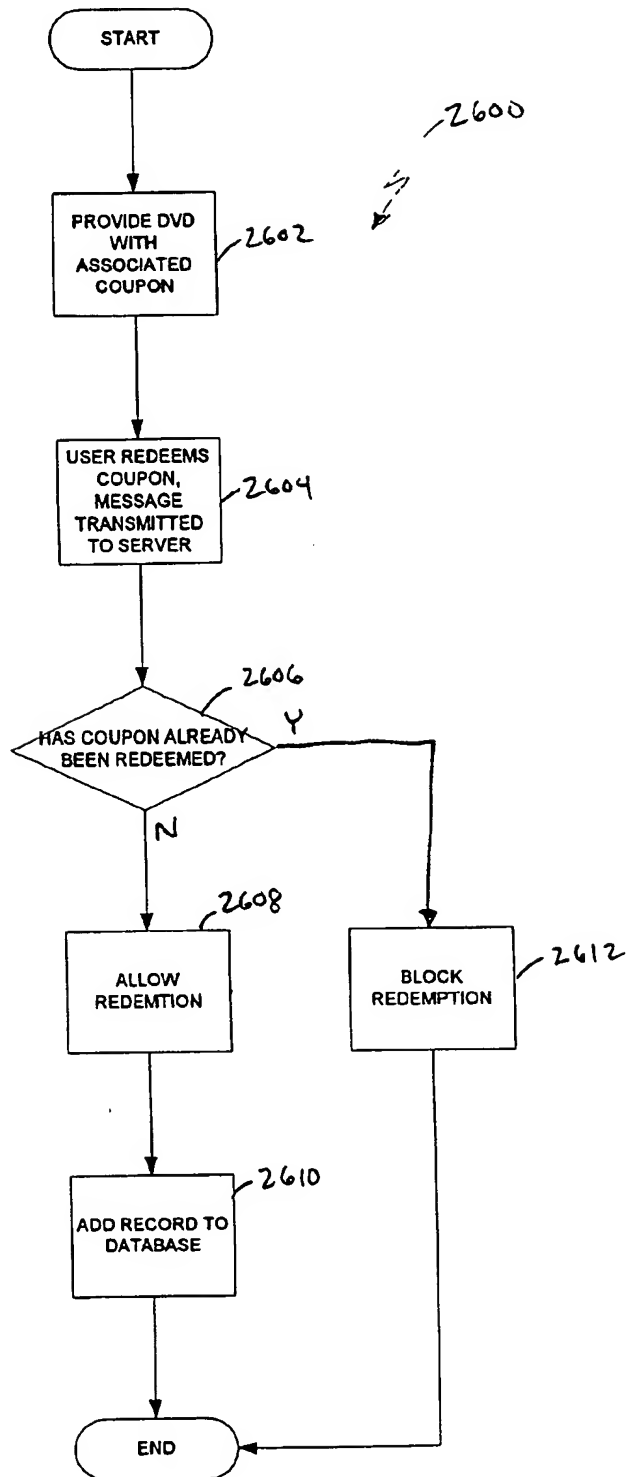 START
2600
PROVIDE DVD
WITH
ASSOCIATED
COUPON
2602
USER REDEEMS
COUPON,
MESSAGE
TRANSMITTED
TO SERVER
2604
2606
HAS COUPON ALREADY
BEEN REDEEMED?
Y
N
2608
ALLOW
REDEMTION
BLOCK
REDEMPTION
2612
2610
ADD RECORD TO
DATABASE
END